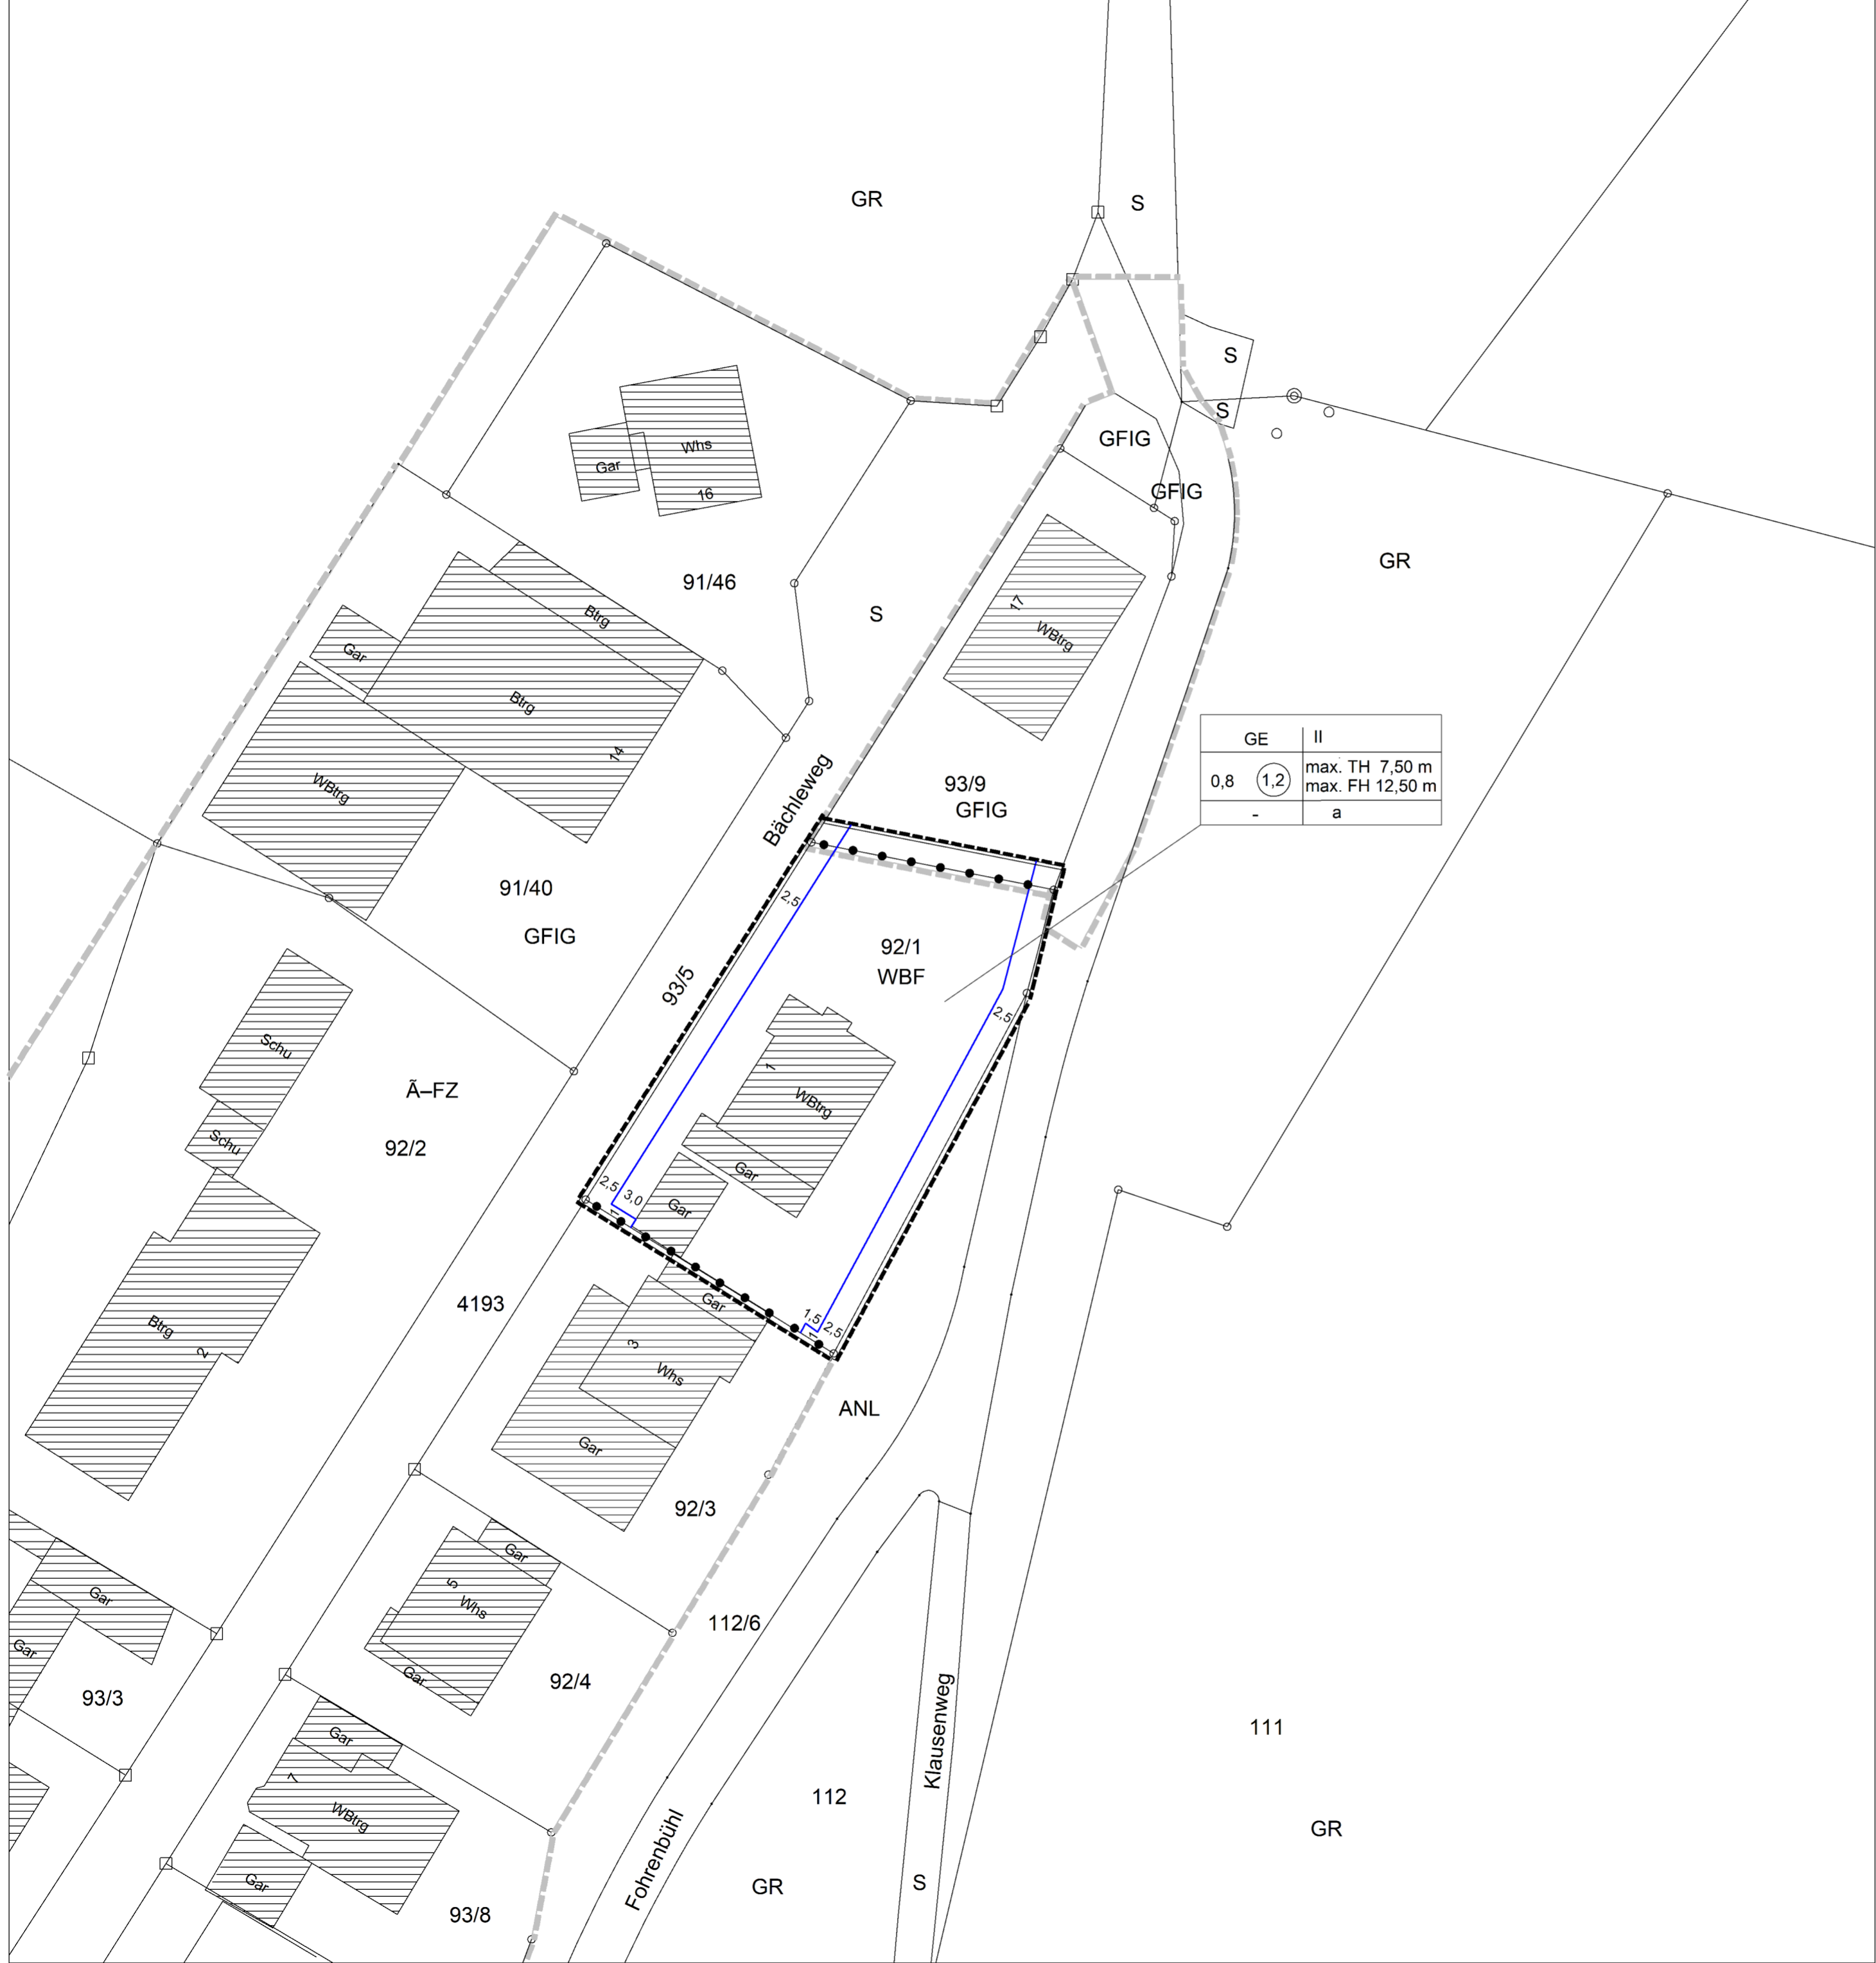 GR
S
S
S
GFIG
GFIG
Whs
Gar
16
GR
91/46
S
Btrg
17
WBtrg
Gar
Btrg
14
WBtrg
GE II
0,8 1,2 max. TH 7,50 m
max. FH 12,50 m
- a
Bächleweg
93/9
GFIG
91/40
GFIG
2,5
92/1
WBF
93/5
2,5
Schu
Ã–FZ
1
WBtrg
Schu
92/2
Gar
2,5
3,0
1
Gar
4193
Gar
1,5
2,5
1
Btrg
2
3
Whs
ANL
Gar
92/3
Gar
5
Whs
Gar
Gar
112/6
Gar
92/4
93/3
Klausenweg
111
Gar
7
WBtrg
112
GR
Fohrenbühl
Gar
GR
S
93/8